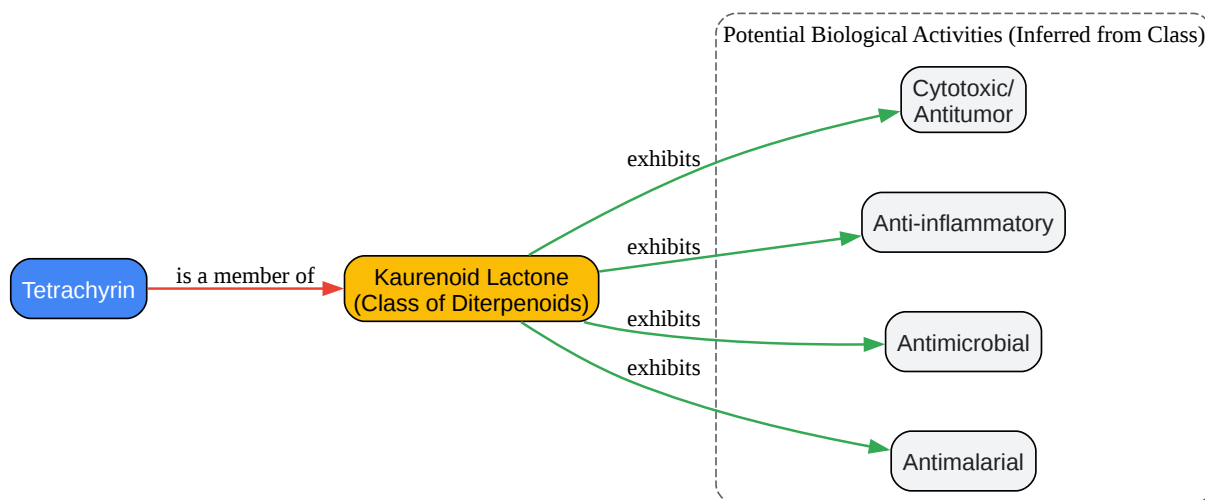 Potential Biological Activities (Inferred from Class)
Cytotoxic/
Antitumor
exhibits
Anti-inflammatory
exhibits
Tetrachyrin
is a member of
Kaurenoid Lactone
(Class of Diterpenoids)
exhibits
Antimicrobial
exhibits
Antimalarial